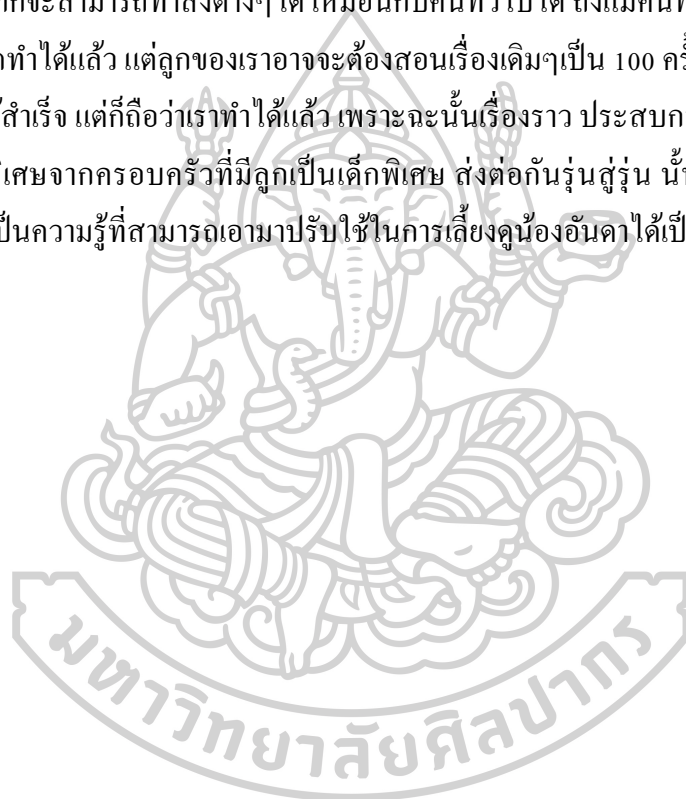 จะสามารถทำสิ่งต่างๆ ได้ เหมือนกับคนทั่วไปได้ ถึงแม้คน
ทำได้แล้ว แต่ลูกของเราอาจจะต้องสอนเรื่องเดิมๆเป็น 100 ครั้
สำเร็จ แต่ก็ถือว่าเราทำได้แล้ว เพราะฉะนั้นเรื่องราว ประสบก
ิเศษจากครอบครัวที่มีลูกเป็นเด็กพิเศษ ส่งต่อกันรุ่นสู่รุ่น นั้
ป็นความรู้ที่สามารถเอามาปรับใช้ในการเลี้ยงดูน้องอันดาได้เป็
มหาวิทยาลัยศิลปากร